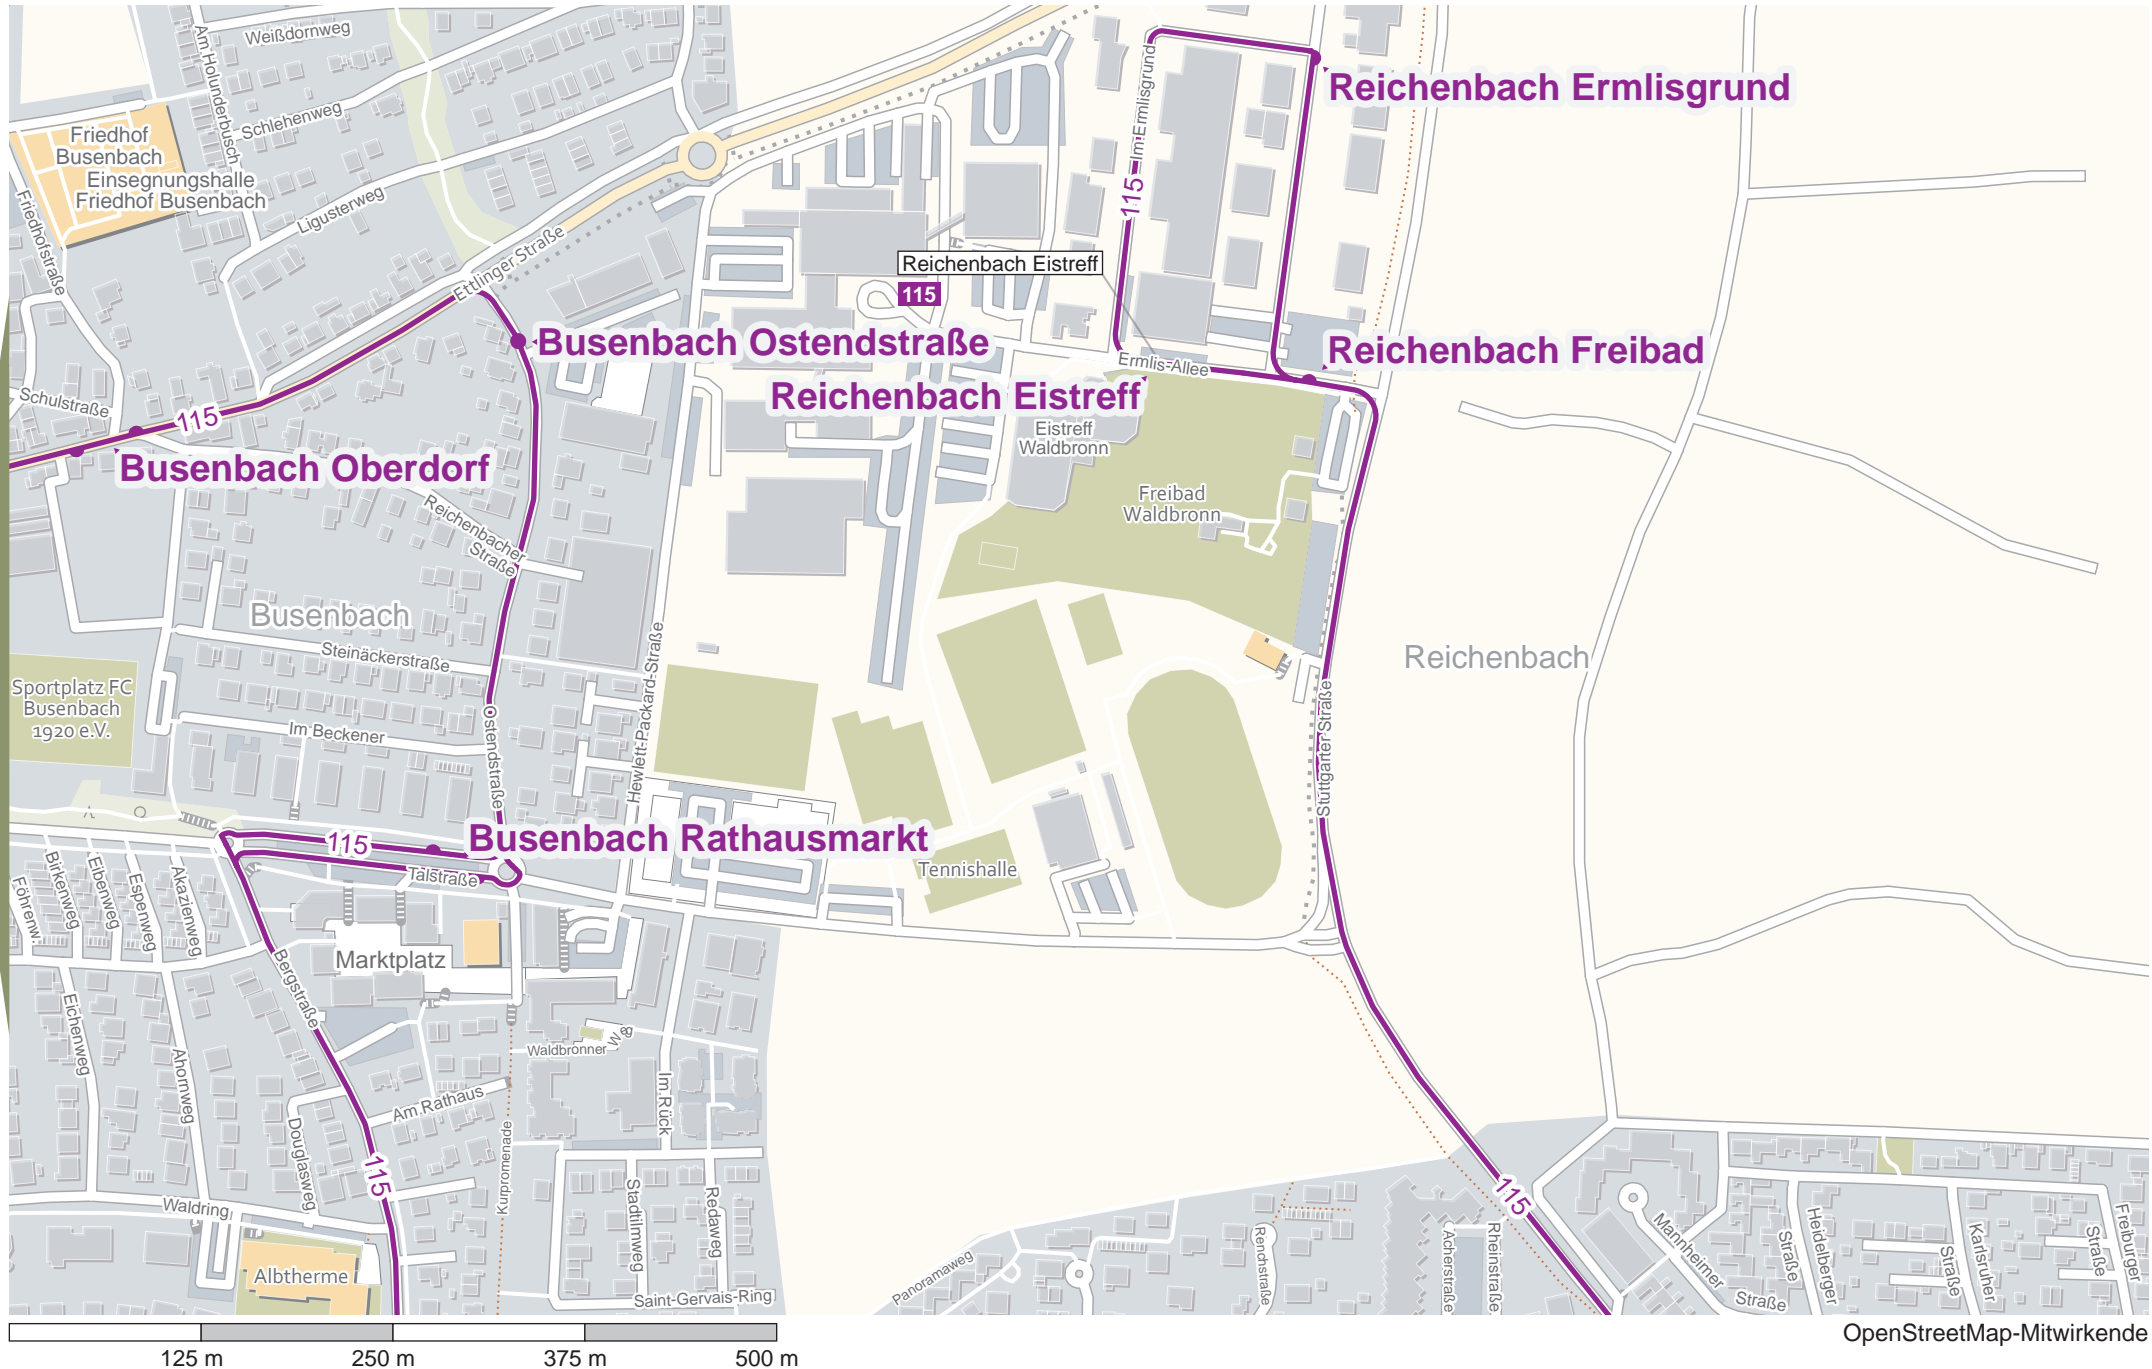 Weißdornweg
Am Holunderbusch
Schlehenweg
Friedhof
Busenbach
Einsegnungshalle
Friedhof Busenbach
Friedhofstraße
Ligusterweg
Ettlinger Straße
Im Ermlisgrund
115
Reichenbach Ermlisgrund
Reichenbach Eistreff
115
Busenbach Ostendstraße
Reichenbach Freibad
Ermlis-Allee
Reichenbach Eistreff
Schulstraße
115
Busenbach Oberdorf
Eistreff
Waldbronn
Freibad
Waldbronn
Reichenbacher
Straße
Busenbach
Steinäckerstraße
Reichenbach
Sportplatz FC
Busenbach
1920 e.V.
Im Beckener
Ostendstraße
Hewlett-Packard-Straße
Stuttgarter Straße
115
Busenbach Rathausmarkt
Talstraße
Tennishalle
Föhrenw.
Birkenweg
Eibenweg
Espenweg
Akazienweg
Marktplatz
Bergstraße
Eichenweg
Ahornweg
Waldbronner Weg
Im Rück
Am Rathaus
Douglasweg
Kurpromenade
115
Waldring
Stadtilmweg
Redaweg
Albtherme
Saint-Gervais-Ring
Panoramaweg
Rendhstraße
Acherstraße
Rheinstraße
115
Mannheimer
Straße
Heidelberger
Straße
Karlsruher
Straße
Freiburger
Straße
125 m
250 m
375 m
500 m
OpenStreetMap-Mitwirkende